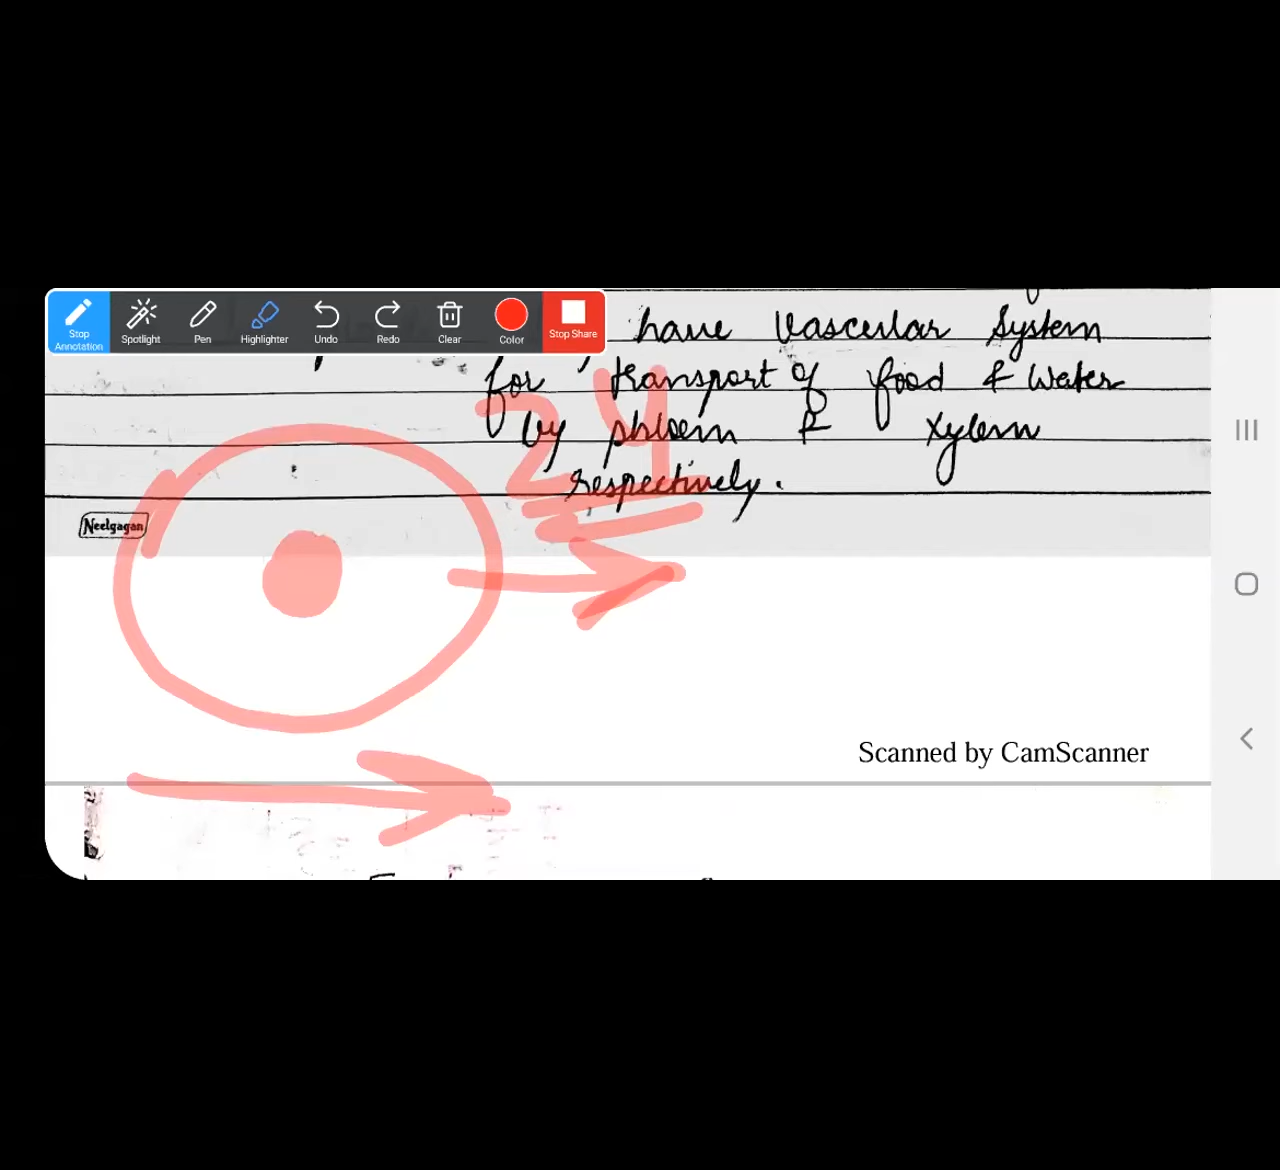 Stop Annotation
Spotlight
Pen
Highlighter
Undo
Redo
Clear
Color
Stop Share
have Vascular System
for transport of food & Water
by phloem & Xylem
respectively.
24
Neelgagan
Scanned by CamScanner